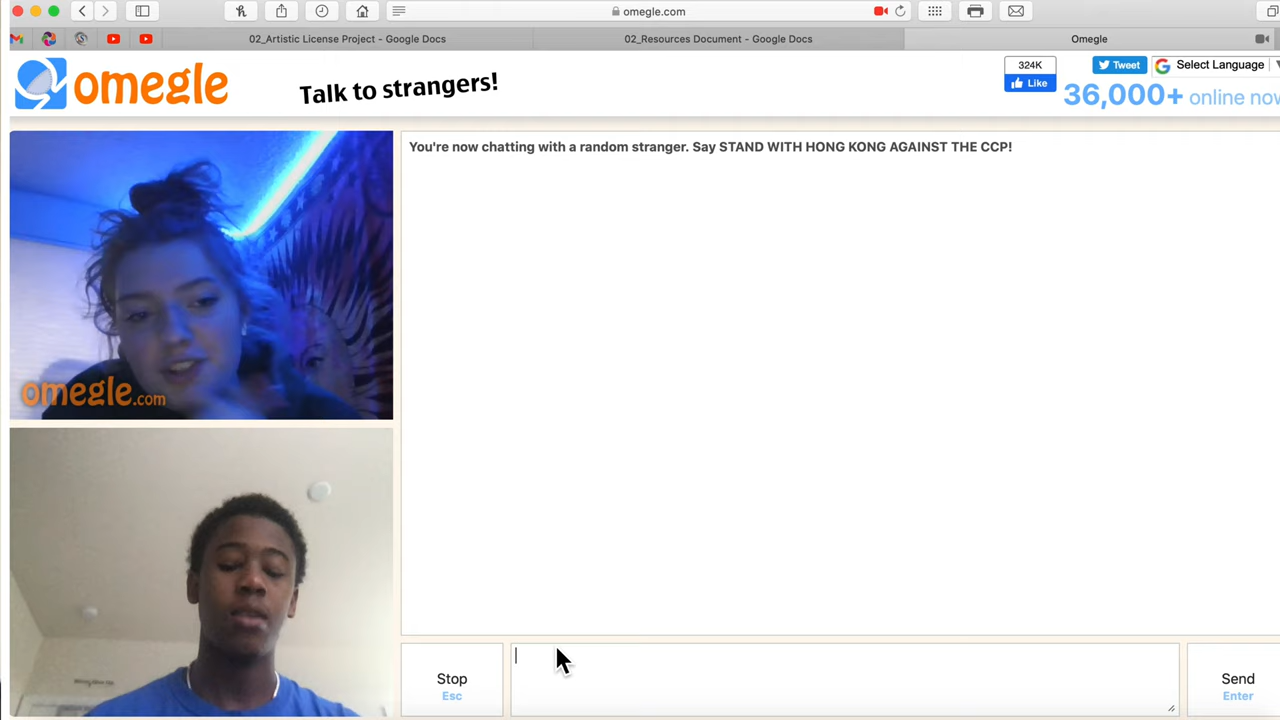 omegle.com
02_Artistic License Project - Google Docs
02_Resources Document - Google Docs
Omegle
omegle
Talk to strangers!
324K
Like
Tweet
Select Language
36,000+ online now
You're now chatting with a random stranger. Say STAND WITH HONG KONG AGAINST THE CCP!
omegle.com
Stop
Esc
Send
Enter